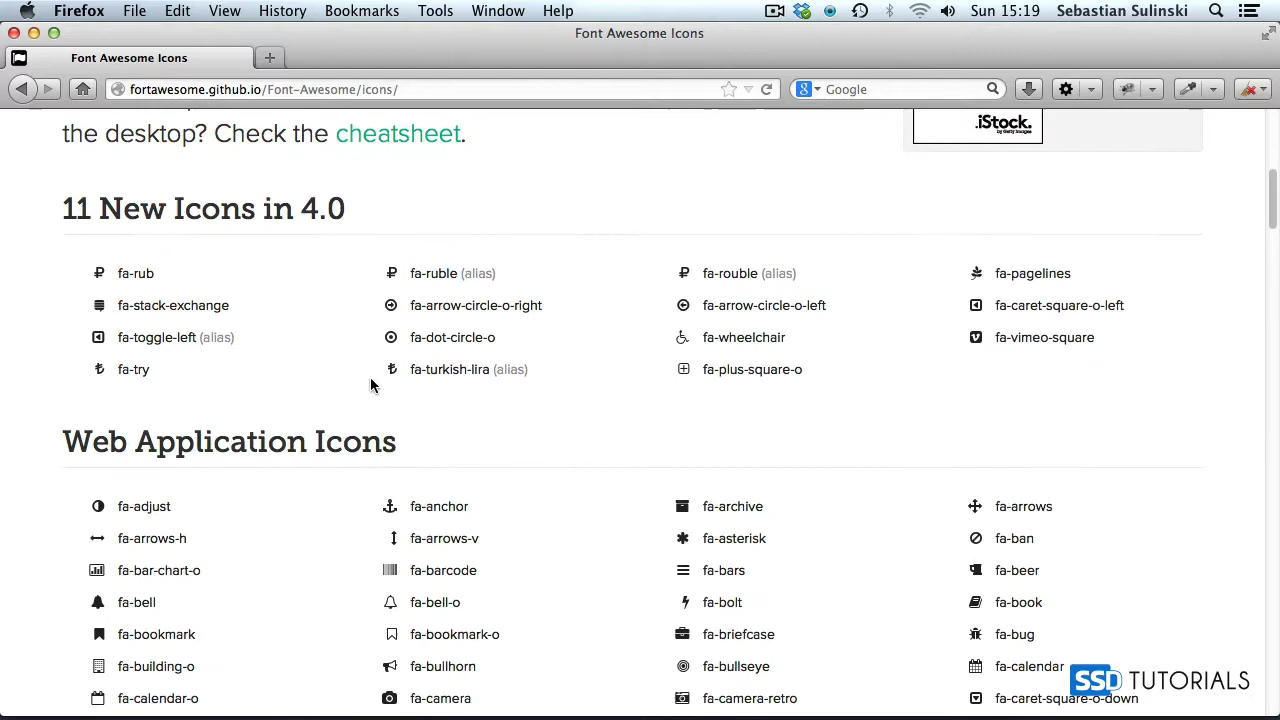 Firefox File Edit View History Bookmarks Tools Window Help Sun 15:19 Sebastian Sulinski
Font Awesome Icons
Font Awesome Icons
fortawesome.github.io/Font-Awesome/icons/ Google
the desktop? Check the cheatsheet.
iStock.
by Getty Images
11 New Icons in 4.0
fa-rub fa-ruble (alias) fa-rouble (alias) fa-pagelines
fa-stack-exchange fa-arrow-circle-o-right fa-arrow-circle-o-left fa-caret-square-o-left
fa-toggle-left (alias) fa-dot-circle-o fa-wheelchair fa-vimeo-square
fa-try fa-turkish-lira (alias) fa-plus-square-o
Web Application Icons
fa-adjust fa-anchor fa-archive fa-arrows
fa-arrows-h fa-arrows-v fa-asterisk fa-ban
fa-bar-chart-o fa-barcode fa-bars fa-beer
fa-bell fa-bell-o fa-bolt fa-book
fa-bookmark fa-bookmark-o fa-briefcase fa-bug
fa-building-o fa-bullhorn fa-bullseye fa-calendar
fa-calendar-o fa-camera fa-camera-retro fa-caret-square-o-down
SSD TUTORIALS